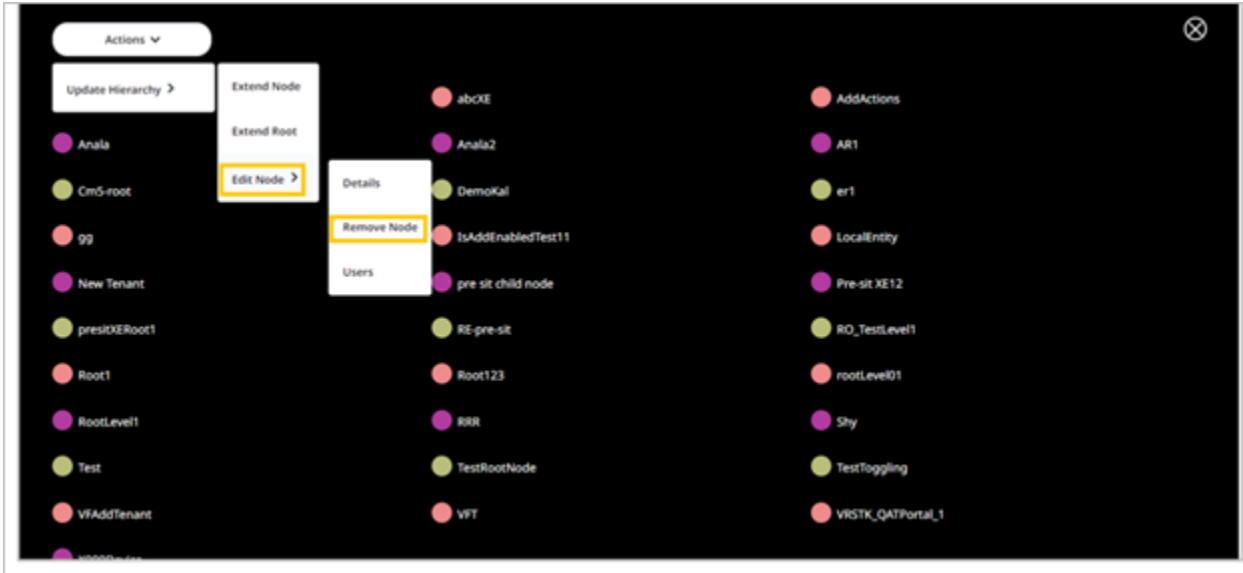 Actions
Update Hierarchy
Extend Node
Extend Root
Edit Node
Details
Remove Node
Users
abcXE
AddActions
Anala
Anala2
AR1
CmS-root
DemoKal
er1
gg
IsAddEnabledTest11
LocalEntity
New Tenant
pre sit child node
Pre-sit XE12
presitXERoot1
RE-pre-sit
RO_TestLevel1
Root1
Root123
rootLevel01
RootLevel1
RRR
Shy
Test
TestRootNode
TestToggling
VFAddTenant
VFT
VRSTK_QATPortal_1